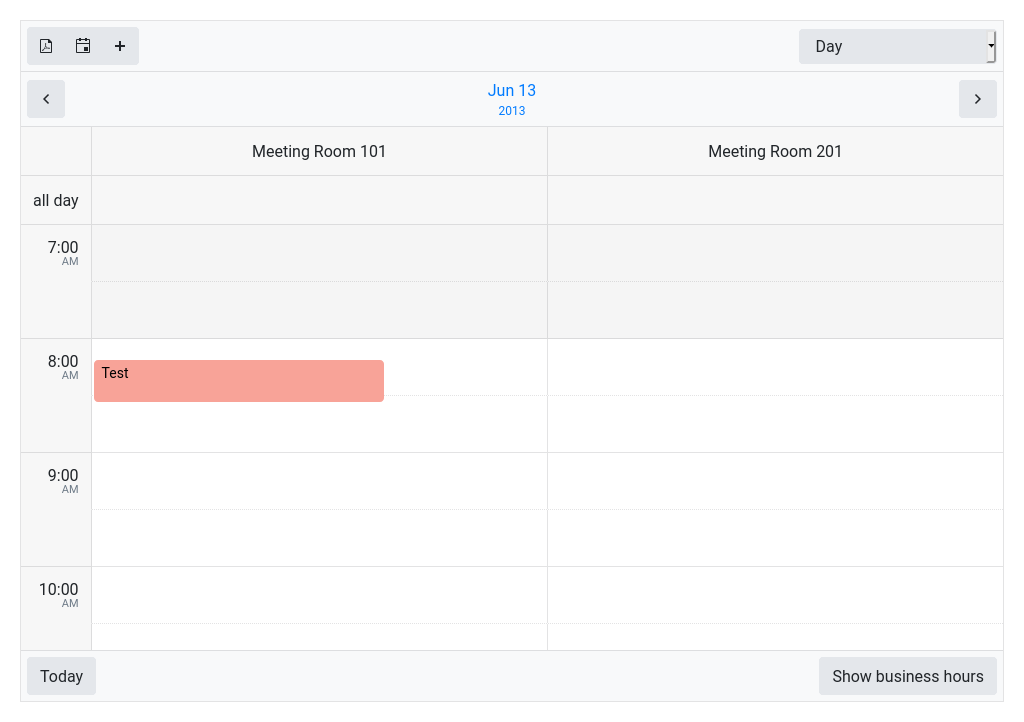 Day
Jun 13
2013
Meeting Room 101 Meeting Room 201
all day
7:00
AM
8:00
AM
Test
9:00
AM
10:00
AM
Today Show business hours